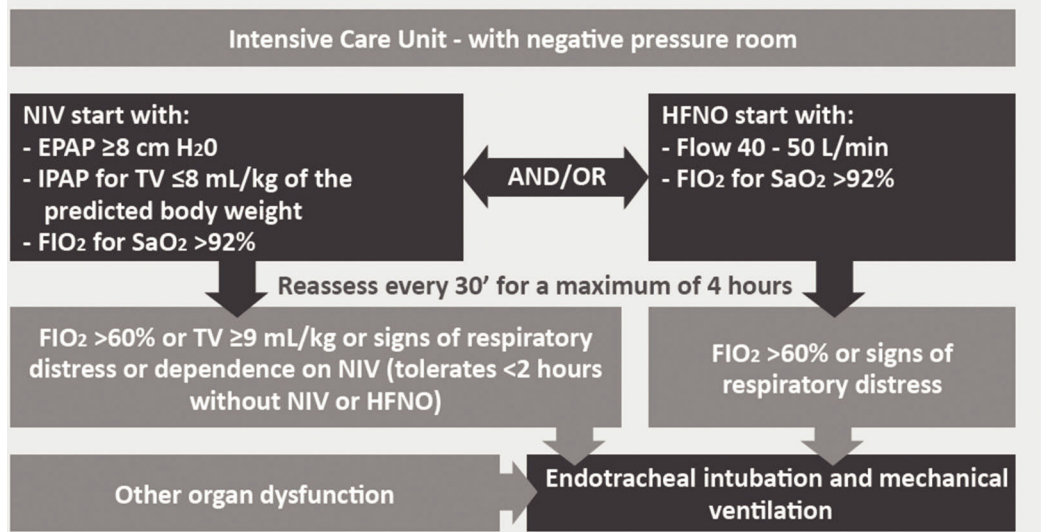 Intensive Care Unit - with negative pressure room
NIV start with:
- EPAP ≥8 cm H20
- IPAP for TV ≤8 mL/kg of the
predicted body weight
- FIO2 for SaO2 >92%
AND/OR
HFNO start with:
- Flow 40 - 50 L/min
- FIO2 for SaO2 >92%
Reassess every 30’ for a maximum of 4 hours
FIO2 >60% or TV ≥9 mL/kg or signs of respiratory
distress or dependence on NIV (tolerates <2 hours
without NIV or HFNO)
FIO2 >60% or signs of
respiratory distress
Other organ dysfunction
Endotracheal intubation and mechanical
ventilation